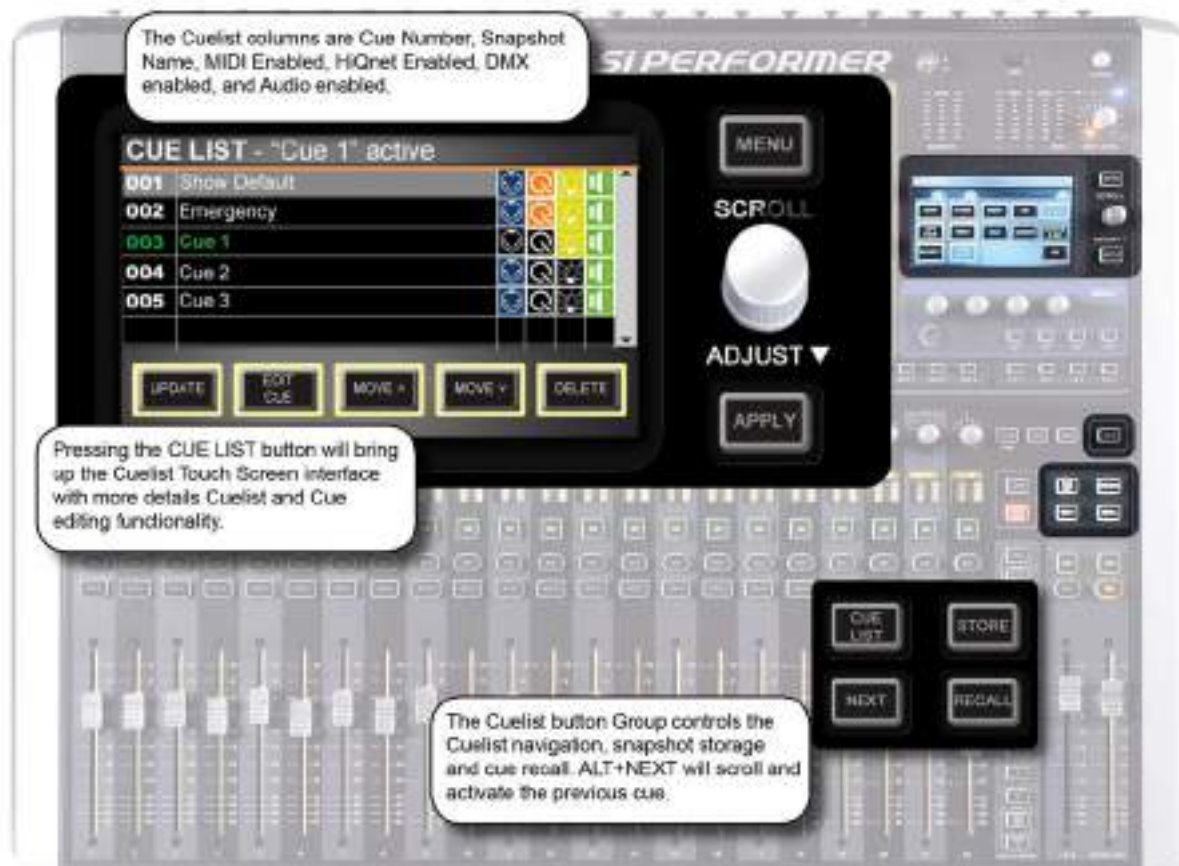 The Cuelist columns are Cue Number, Snapshot
Name, MIDI Enabled, HiQnet Enabled, DMX
enabled, and Audio enabled.
SI PERFORMER
CUE LIST - "Cue 1" active
001 Show Default
002 Emergency
003 Cue 1
004 Cue 2
005 Cue 3
UPDATE
EDIT
CUE
MOVE ^
MOVE v
DELETE
MENU
SCROLL
ADJUST ▼
APPLY
Pressing the CUE LIST button will bring
up the Cuelist Touch Screen interface
with more details Cuelist and Cue
editing functionality.
CUE
LIST
STORE
NEXT
RECALL
The Cuelist button Group controls the
Cuelist navigation, snapshot storage
and cue recall. ALT+NEXT will scroll and
activate the previous cue.